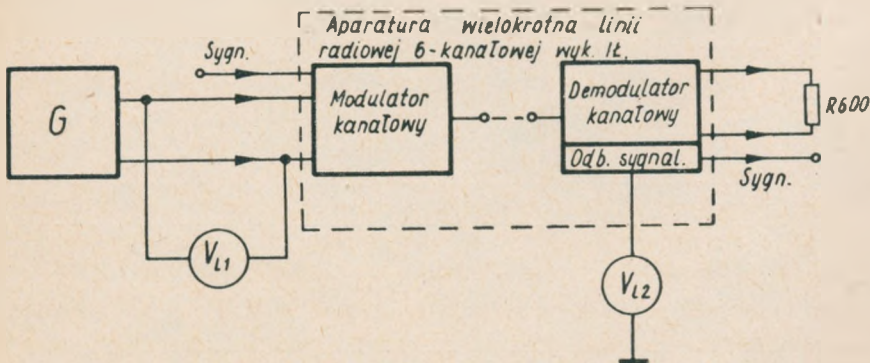 Aparatura wielokrotna linii
radiowej 6-kanałowej wyk. IŁ.
Sygn.
G
Modulator
kanałowy
Demodulator
kanałowy
R600
Odb. sygnal.
Sygn.
VL1
VL2